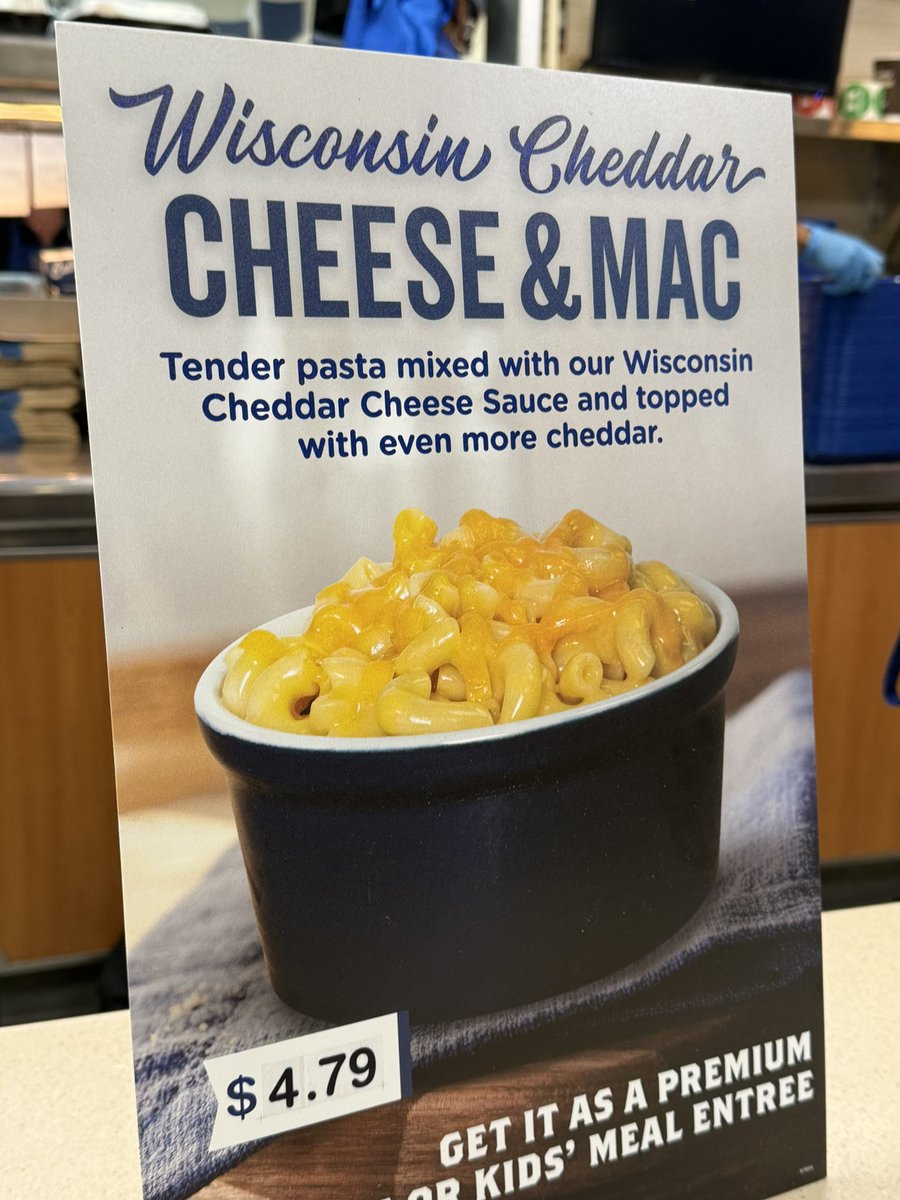 Wisconsin Cheddar
CHEESE & MAC
Tender pasta mixed with our Wisconsin
Cheddar Cheese Sauce and topped
with even more cheddar.
$4.79
GET IT AS A PREMIUM
OR KIDS' MEAL ENTREE